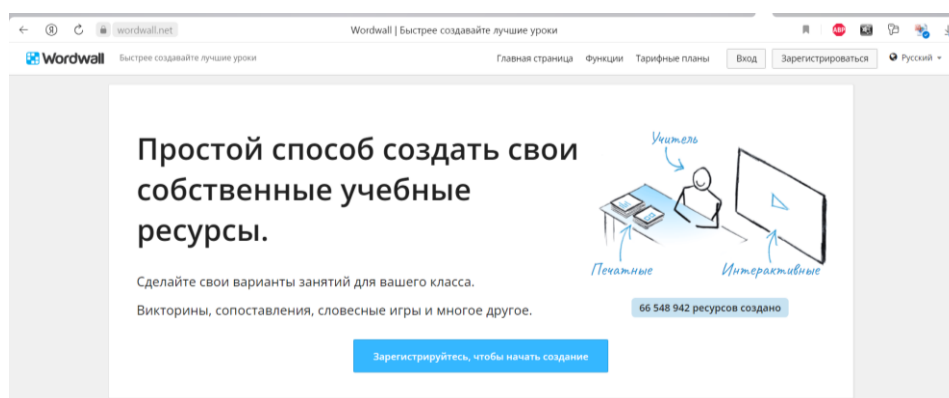 wordwall.net
Wordwall | Быстрее создавайте лучшие уроки
ABP
Wordwall
Быстрее создавайте лучшие уроки
Главная страница Функции Тарифные планы Вход Зарегистрироваться Русский
Простой способ создать свои
собственные учебные
ресурсы.
Сделайте свои варианты занятий для вашего класса.
Викторины, сопоставления, словесные игры и многое другое.
Зарегистрируйтесь, чтобы начать создание
Учитель
Печатные
Интерактивные
66 548 942 ресурсов создано